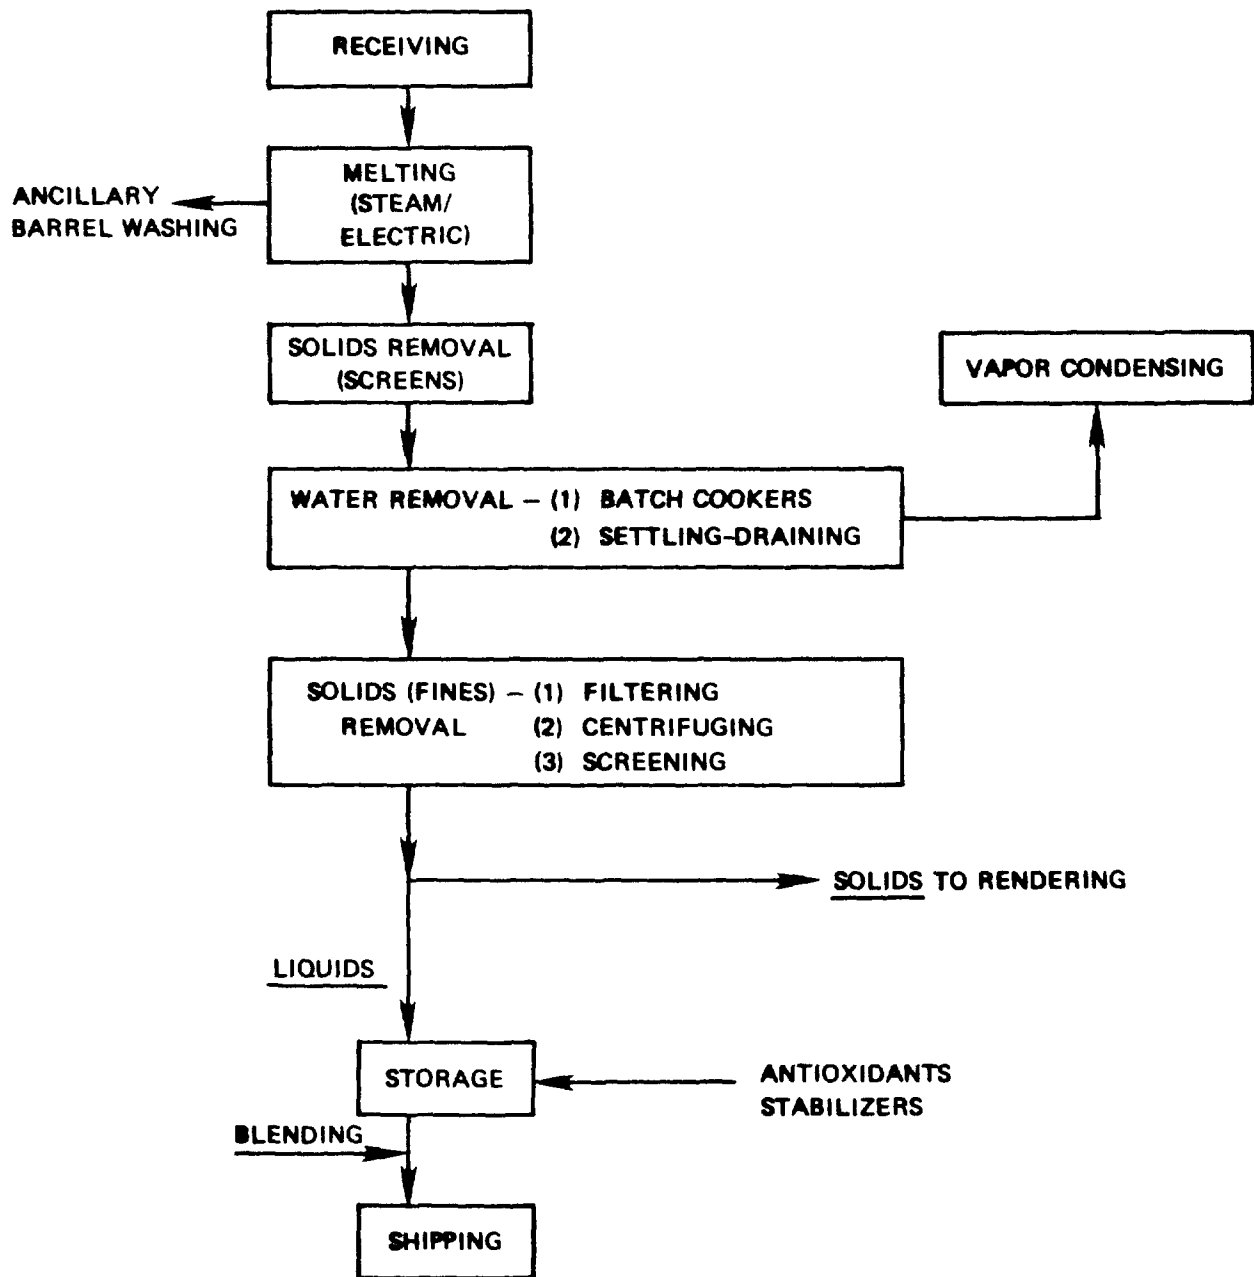 RECEIVING
MELTING
(STEAM/
ELECTRIC)
ANCILLARY
BARREL WASHING
SOLIDS REMOVAL
(SCREENS)
VAPOR CONDENSING
WATER REMOVAL – (1) BATCH COOKERS
(2) SETTLING-DRAINING
SOLIDS (FINES) – (1) FILTERING
REMOVAL (2) CENTRIFUGING
(3) SCREENING
SOLIDS TO RENDERING
LIQUIDS
STORAGE
ANTIOXIDANTS
STABILIZERS
BLENDING
SHIPPING